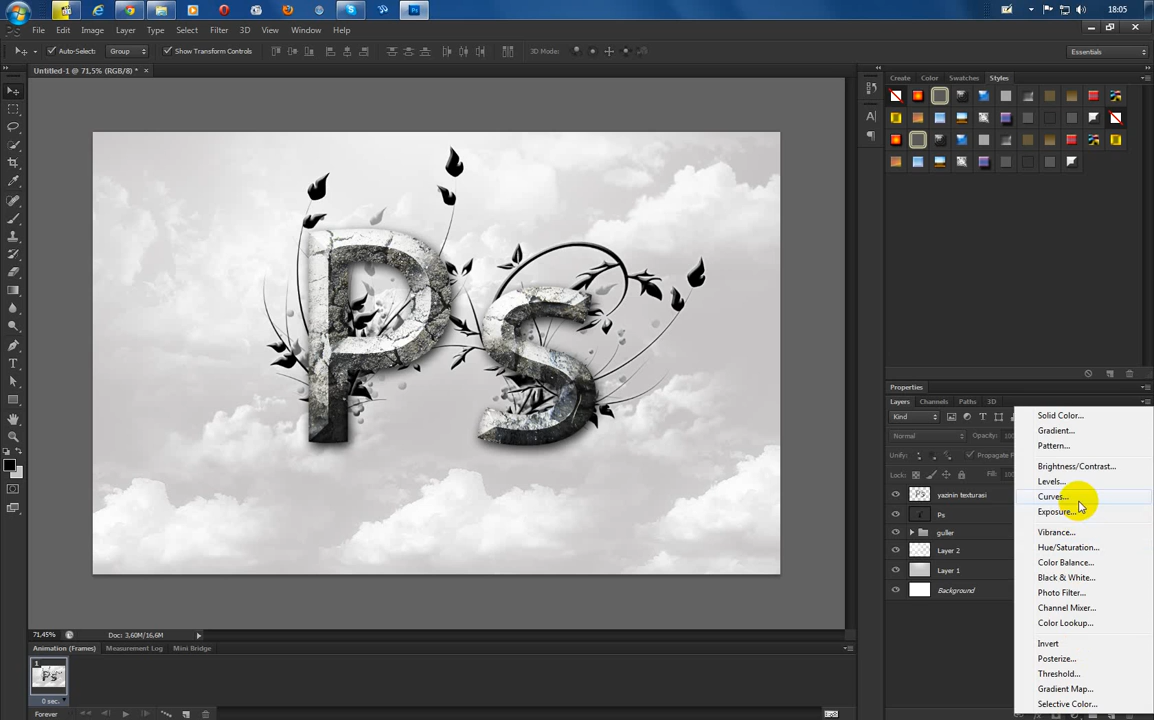 18:05
File Edit Image Layer Type Select Filter 3D View Window Help
Auto-Select: Group Show Transform Controls 3D Mode: Essentials
Untitled-1 @ 71,5% (RGB/8) * ×
Create Color Swatches Styles
Ps
Properties
Layers Channels Paths 3D
Kind
Normal Opacity:
Unify: Propagate
Lock: Fill:
yazinin texturasi
Ps
guller
Layer 2
Layer 1
Background
Solid Color...
Gradient...
Pattern...
Brightness/Contrast...
Levels...
Curves...
Exposure...
Vibrance...
Hue/Saturation...
Color Balance...
Black & White...
Photo Filter...
Channel Mixer...
Color Lookup...
Invert
Posterize...
Threshold...
Gradient Map...
Selective Color...
71,45% Doc: 3,60M/16,6M
Animation (Frames) Measurement Log Mini Bridge
1
0 sec.
Forever